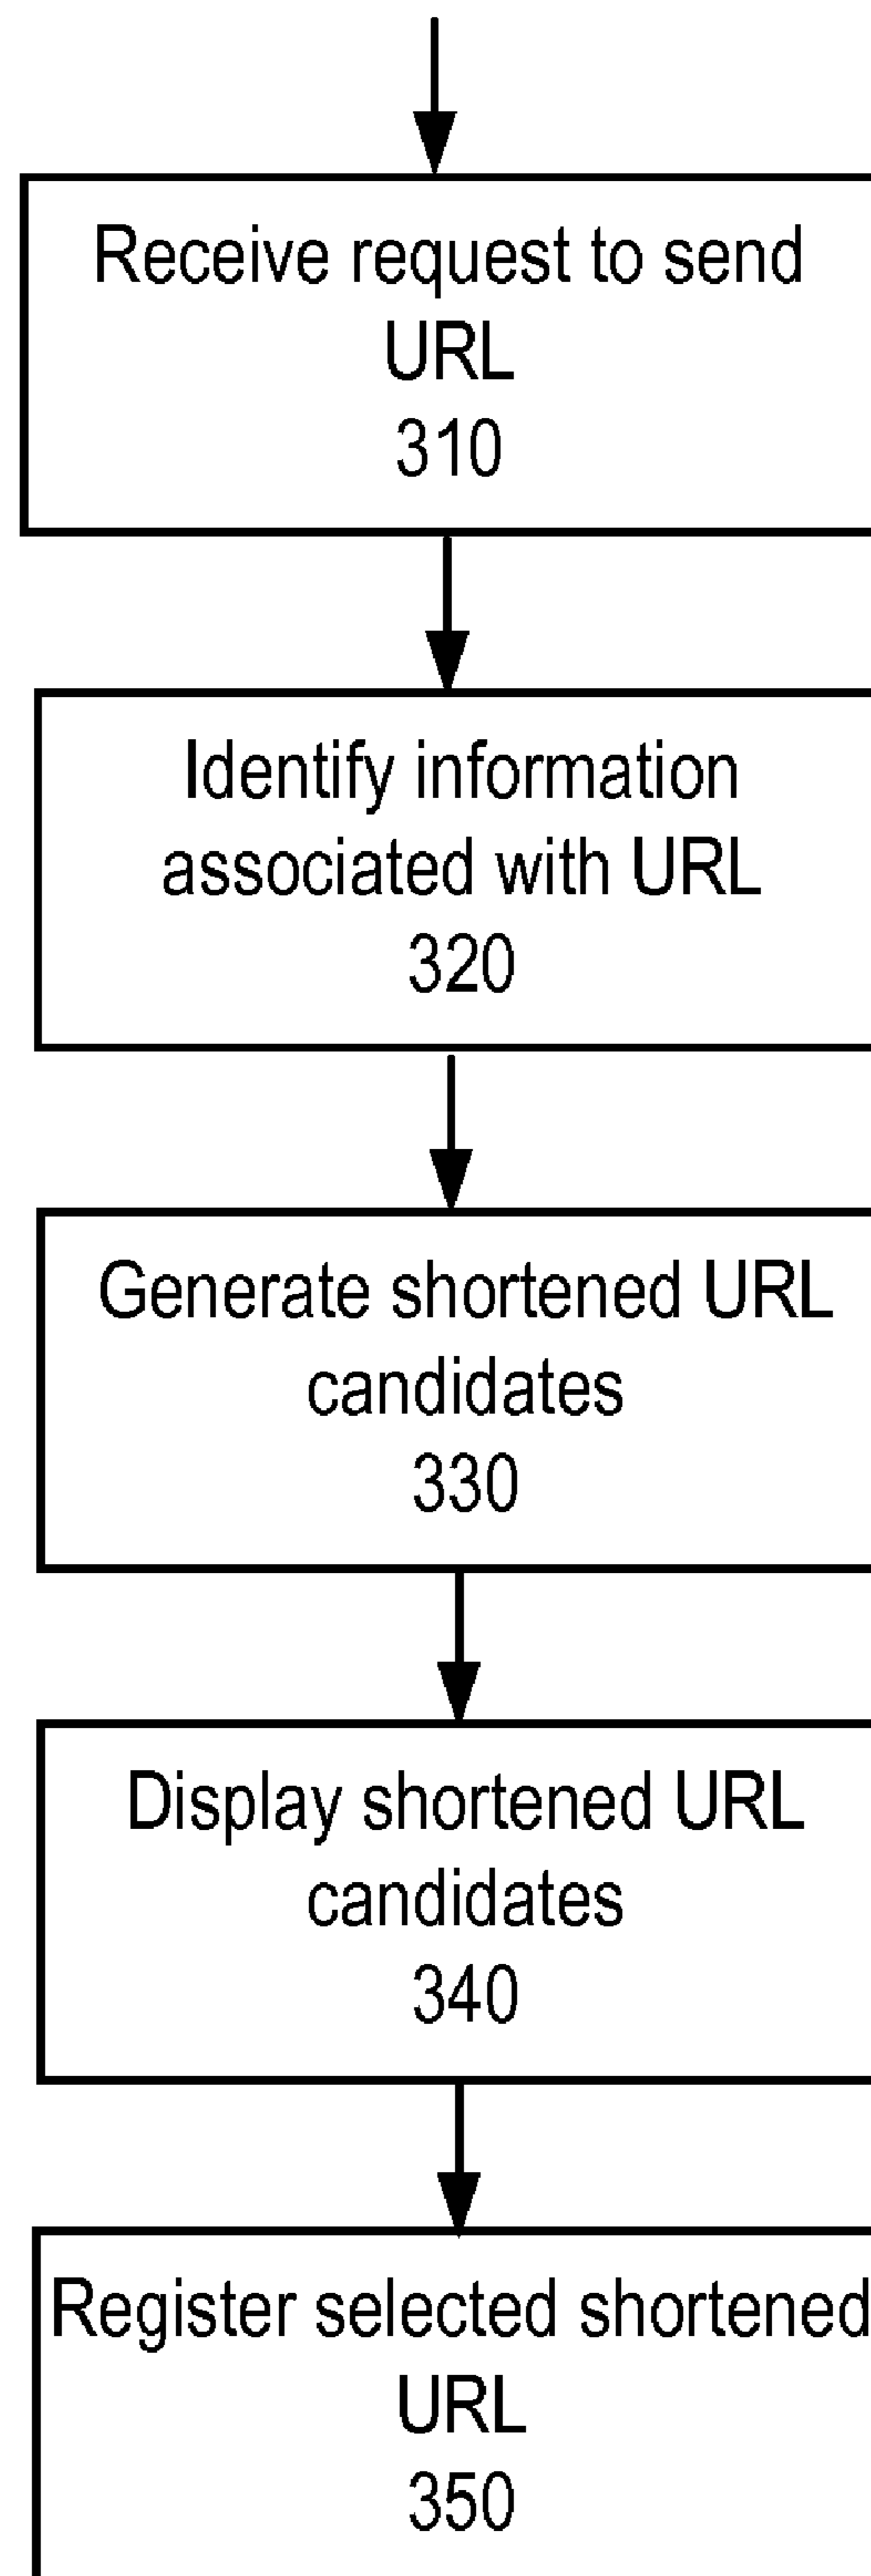 Receive request to send
URL
310
Identify information
associated with URL
320
Generate shortened URL
candidates
330
Display shortened URL
candidates
340
Register selected shortened
URL
350